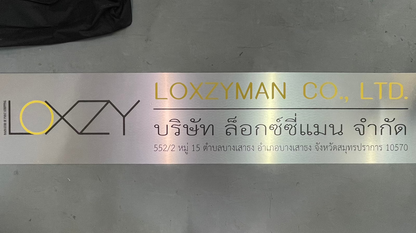 LOXZY
LOXZYMAN CO., LTD.
บริษัท ล็อกซ์ซี่แมน จำกัด
552/2 หมู่ 15 ตำบลบางเสาธง อำเภอบางเสาธง จังหวัดสมุทรปราการ 10570